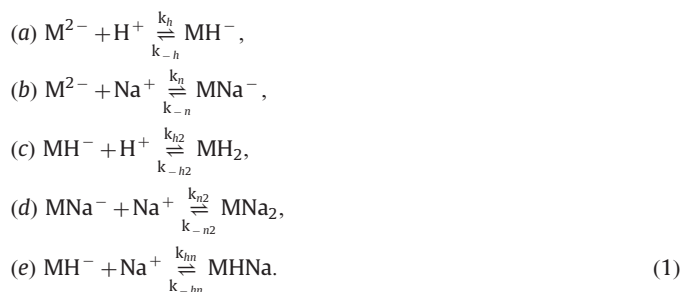 (a) M²⁻ + H⁺ k_h ⇌ k_{−h} MH⁻,
(b) M²⁻ + Na⁺ k_n ⇌ k_{−n} MNa⁻,
(c) MH⁻ + H⁺ k_{h2} ⇌ k_{−h2} MH₂,
(d) MNa⁻ + Na⁺ k_{n2} ⇌ k_{−n2} MNa₂,
(e) MH⁻ + Na⁺ k_{hn} ⇌ k_{−hn} MHNa. (1)